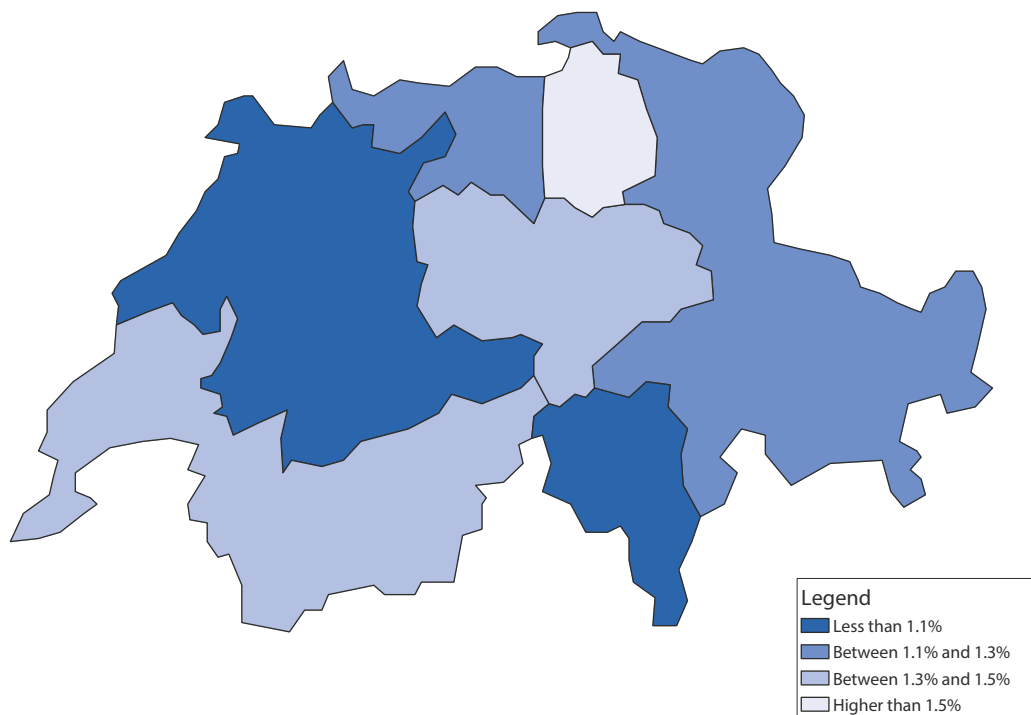 Legend
Less than 1.1%
Between 1.1% and 1.3%
Between 1.3% and 1.5%
Higher than 1.5%